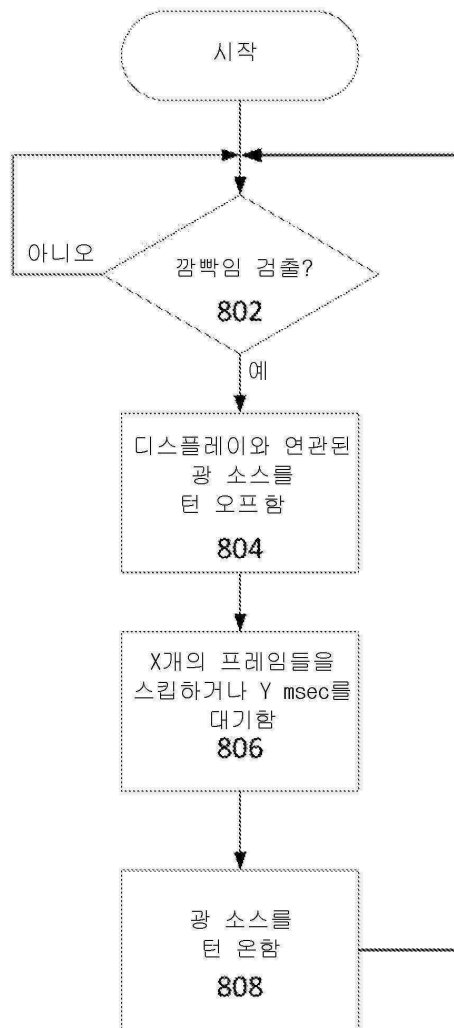 시작
아니오
깜빡임 검출?
802
예
디스플레이와 연관된
광 소스를
턴 오프함
804
X개의 프레임들을
스킵하거나 Y msec를
대기함
806
광 소스를
턴 온함
808